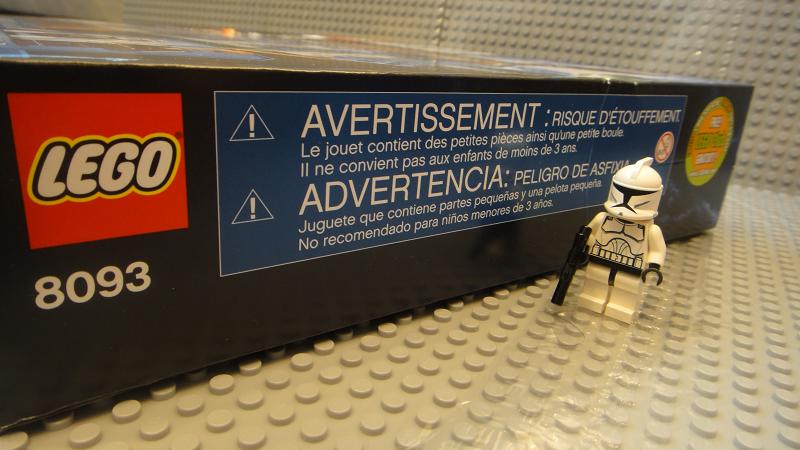 LEGO
8093
AVERTISSEMENT : RISQUE D'ÉTOUFFEMENT.
Le jouet contient des petites pièces ainsi qu'une petite boule.
Il ne convient pas aux enfants de moins de 3 ans.
ADVERTENCIA: PELIGRO DE ASFIXIA
Juguete que contiene partes pequeñas y una pelota pequeña.
No recomendado para niños menores de 3 años.